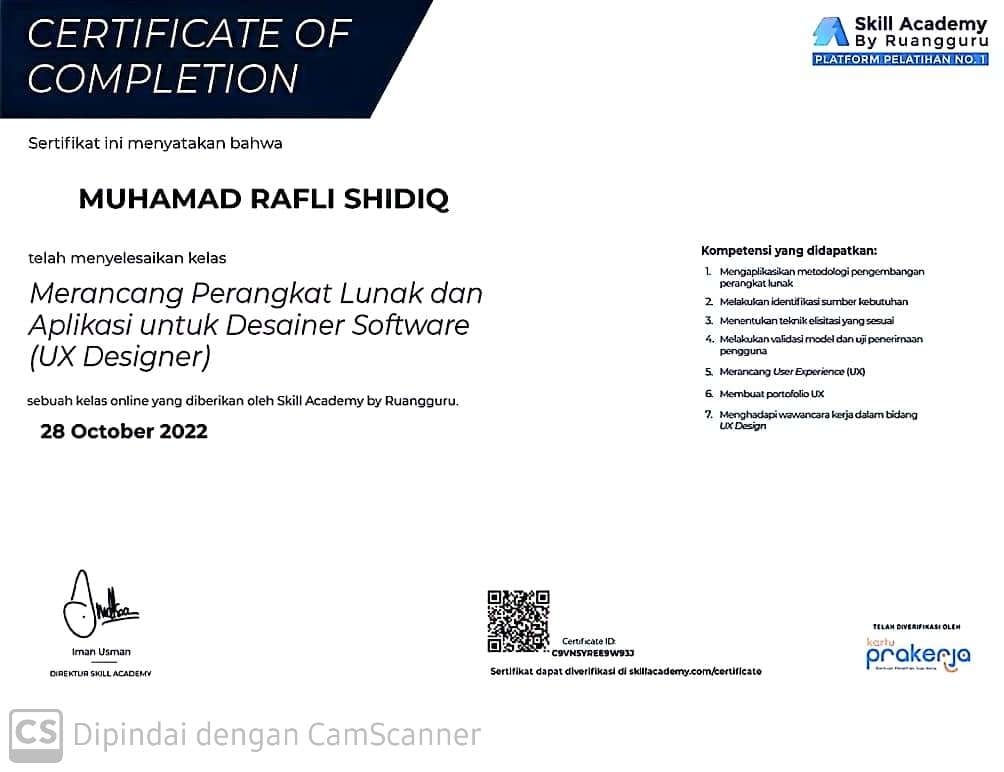 CERTIFICATE OF
COMPLETION
Skill Academy
By Ruangguru
PLATFORM PELATIHAN NO. 1
Sertifikat ini menyatakan bahwa
MUHAMAD RAFLI SHIDIQ
telah menyelesaikan kelas
Merancang Perangkat Lunak dan
Aplikasi untuk Desainer Software
(UX Designer)
sebuah kelas online yang diberikan oleh Skill Academy by Ruangguru.
28 October 2022
Kompetensi yang didapatkan:
1. Mengaplikasikan metodologi pengembangan
perangkat lunak
2. Melakukan identifikasi sumber kebutuhan
3. Menentukan teknik elisitasi yang sesuai
4. Melakukan validasi model dan uji penerimaan
pengguna
5. Merancang User Experience (UX)
6. Membuat portofolio UX
7. Menghadapi wawancara kerja dalam bidang
UX Design
Iman Usman
DIREKTUR SKILL ACADEMY
Certificate ID:
C9VN5YREE9W93J
Sertifikat dapat diverifikasi di skillacademy.com/certificate
TELAH DIVERIFIKASI OLEH
kartu
prakerja
CS Dipindai dengan CamScanner